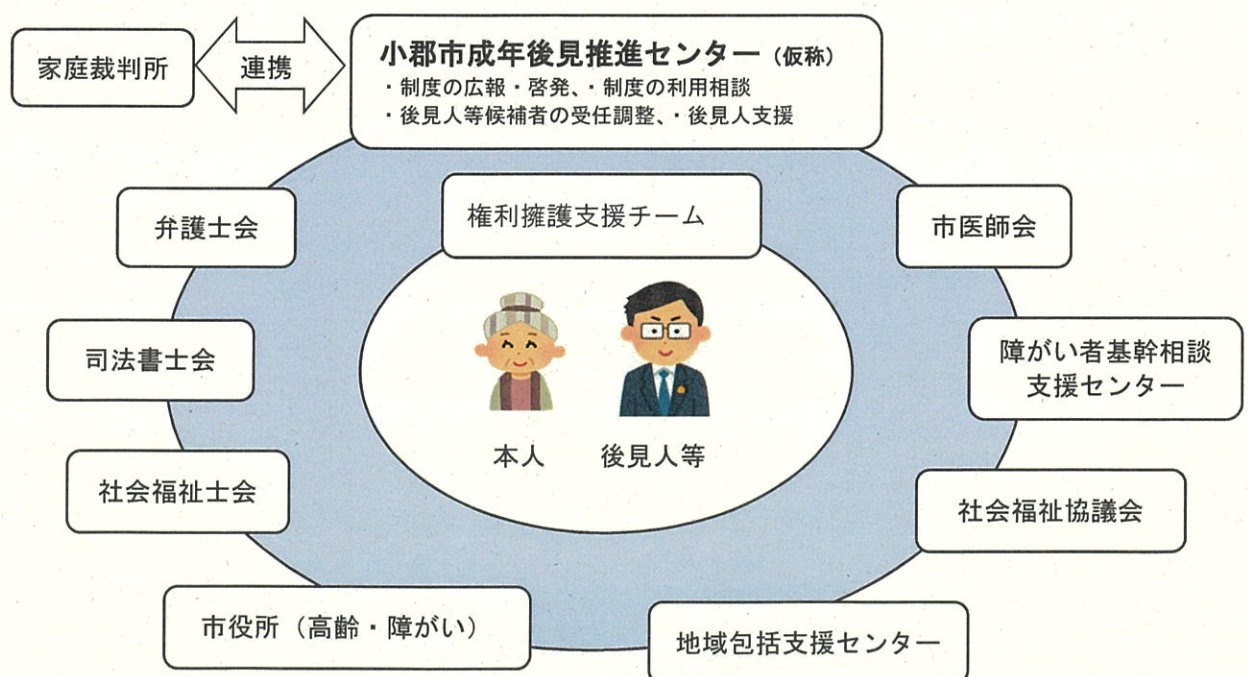 家庭裁判所
連携
小郡市成年後見推進センター（仮称）
・制度の広報・啓発、・制度の利用相談
・後見人等候補者の受任調整、・後見人支援
弁護士会
権利擁護支援チーム
市医師会
司法書士会
障がい者基幹相談
支援センター
本人
後見人等
社会福祉士会
社会福祉協議会
市役所（高齢・障がい）
地域包括支援センター